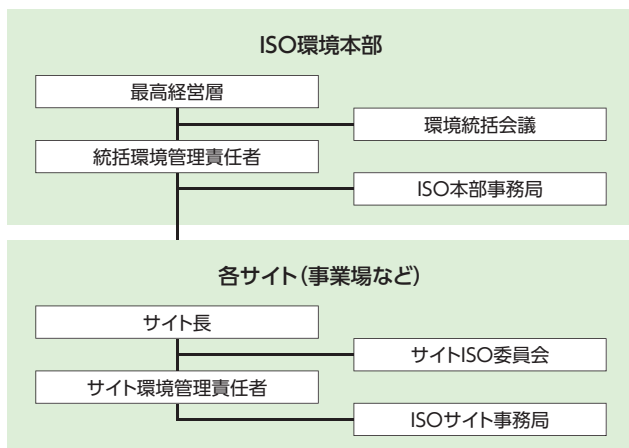 ISO環境本部
最高経営層
環境統括会議
統括環境管理責任者
ISO本部事務局
各サイト(事業場など)
サイト長
サイトISO委員会
サイト環境管理責任者
ISOサイト事務局